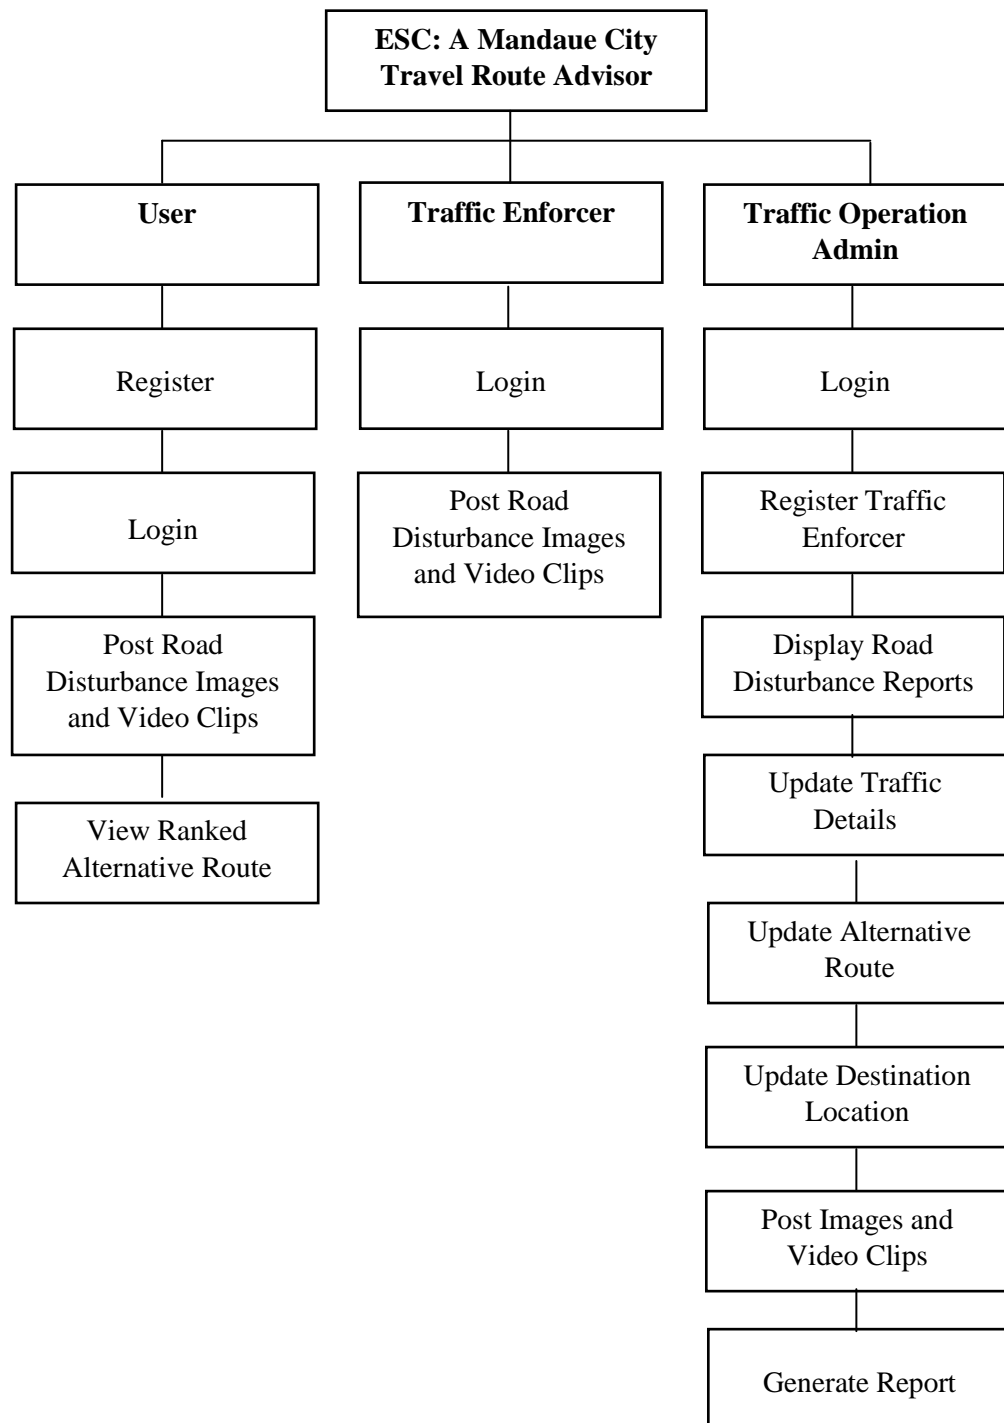 ESC: A Mandaue City
Travel Route Advisor
User
Traffic Enforcer
Traffic Operation
Admin
Register
Login
Login
Login
Post Road
Disturbance Images
and Video Clips
Register Traffic
Enforcer
Post Road
Disturbance Images
and Video Clips
Display Road
Disturbance Reports
View Ranked
Alternative Route
Update Traffic
Details
Update Alternative
Route
Update Destination
Location
Post Images and
Video Clips
Generate Report